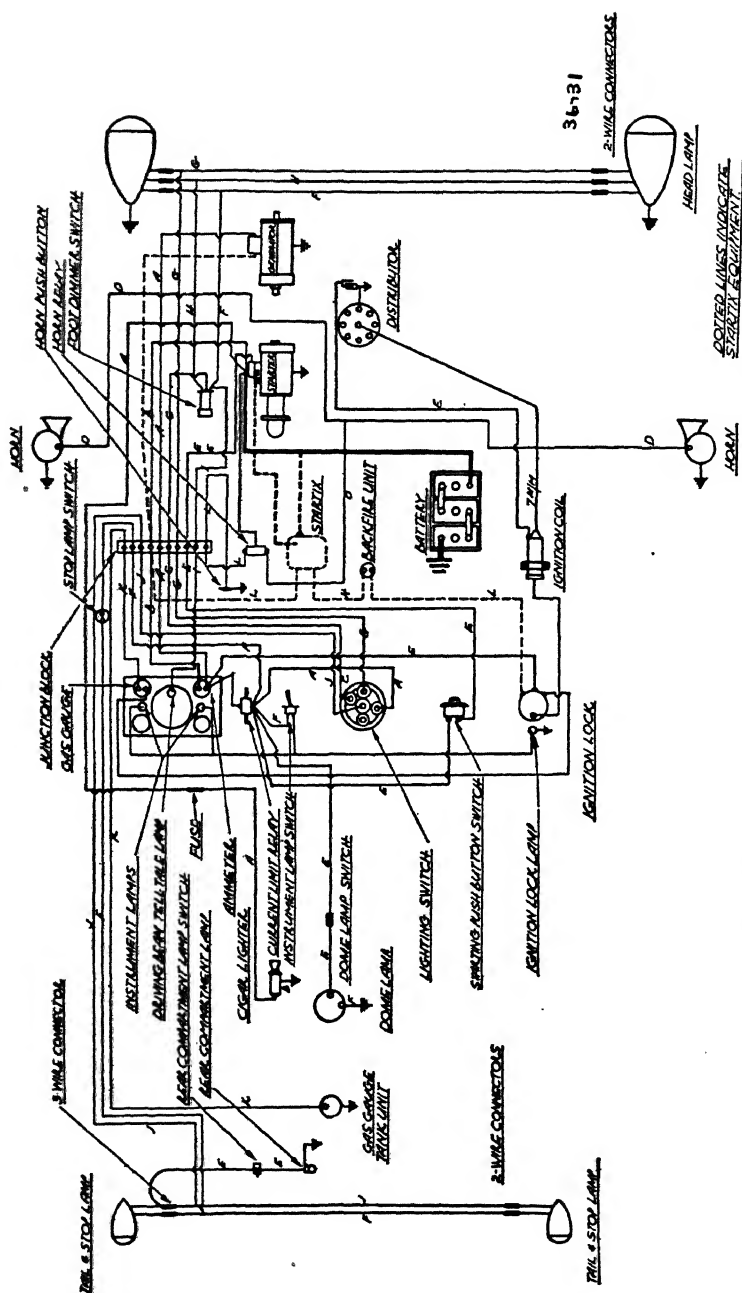 TAIL & STOP LAMP
3-WIRE CONNECTOR
GAS GAUGE
TANK UNIT
2-WIRE CONNECTORS
TAIL & STOP LAMP
INSTRUMENT LAMPS
DRIVING BEAM TELL-TALE LAMP
FUSE
REAR COMPARTMENT LAMP SWITCH
REAR COMPARTMENT LAMP
AMMETER
CIGAR LIGHTER
CURRENT LIMIT RELAY
INSTRUMENT LAMP SWITCH
DOME LAMP SWITCH
DOME LAMP
LIGHTING SWITCH
STARTING PUSH BUTTON SWITCH
IGNITION LOCK LAMP
IGNITION LOCK
GAS GAUGE
JUNCTION BLOCK
STOP LAMP SWITCH
HORN
STARTIX
BACKFIRE UNIT
BATTERY
IGNITION COIL
7MM
HORN
HORN PUSH BUTTON
HORN RELAY
FOOT DIMMER SWITCH
STARTER
GENERATOR
DISTRIBUTOR
36731
2-WIRE CONNECTORS
HEAD LAMP
DOTTED LINES INDICATE
STARTIX EQUIPMENT.